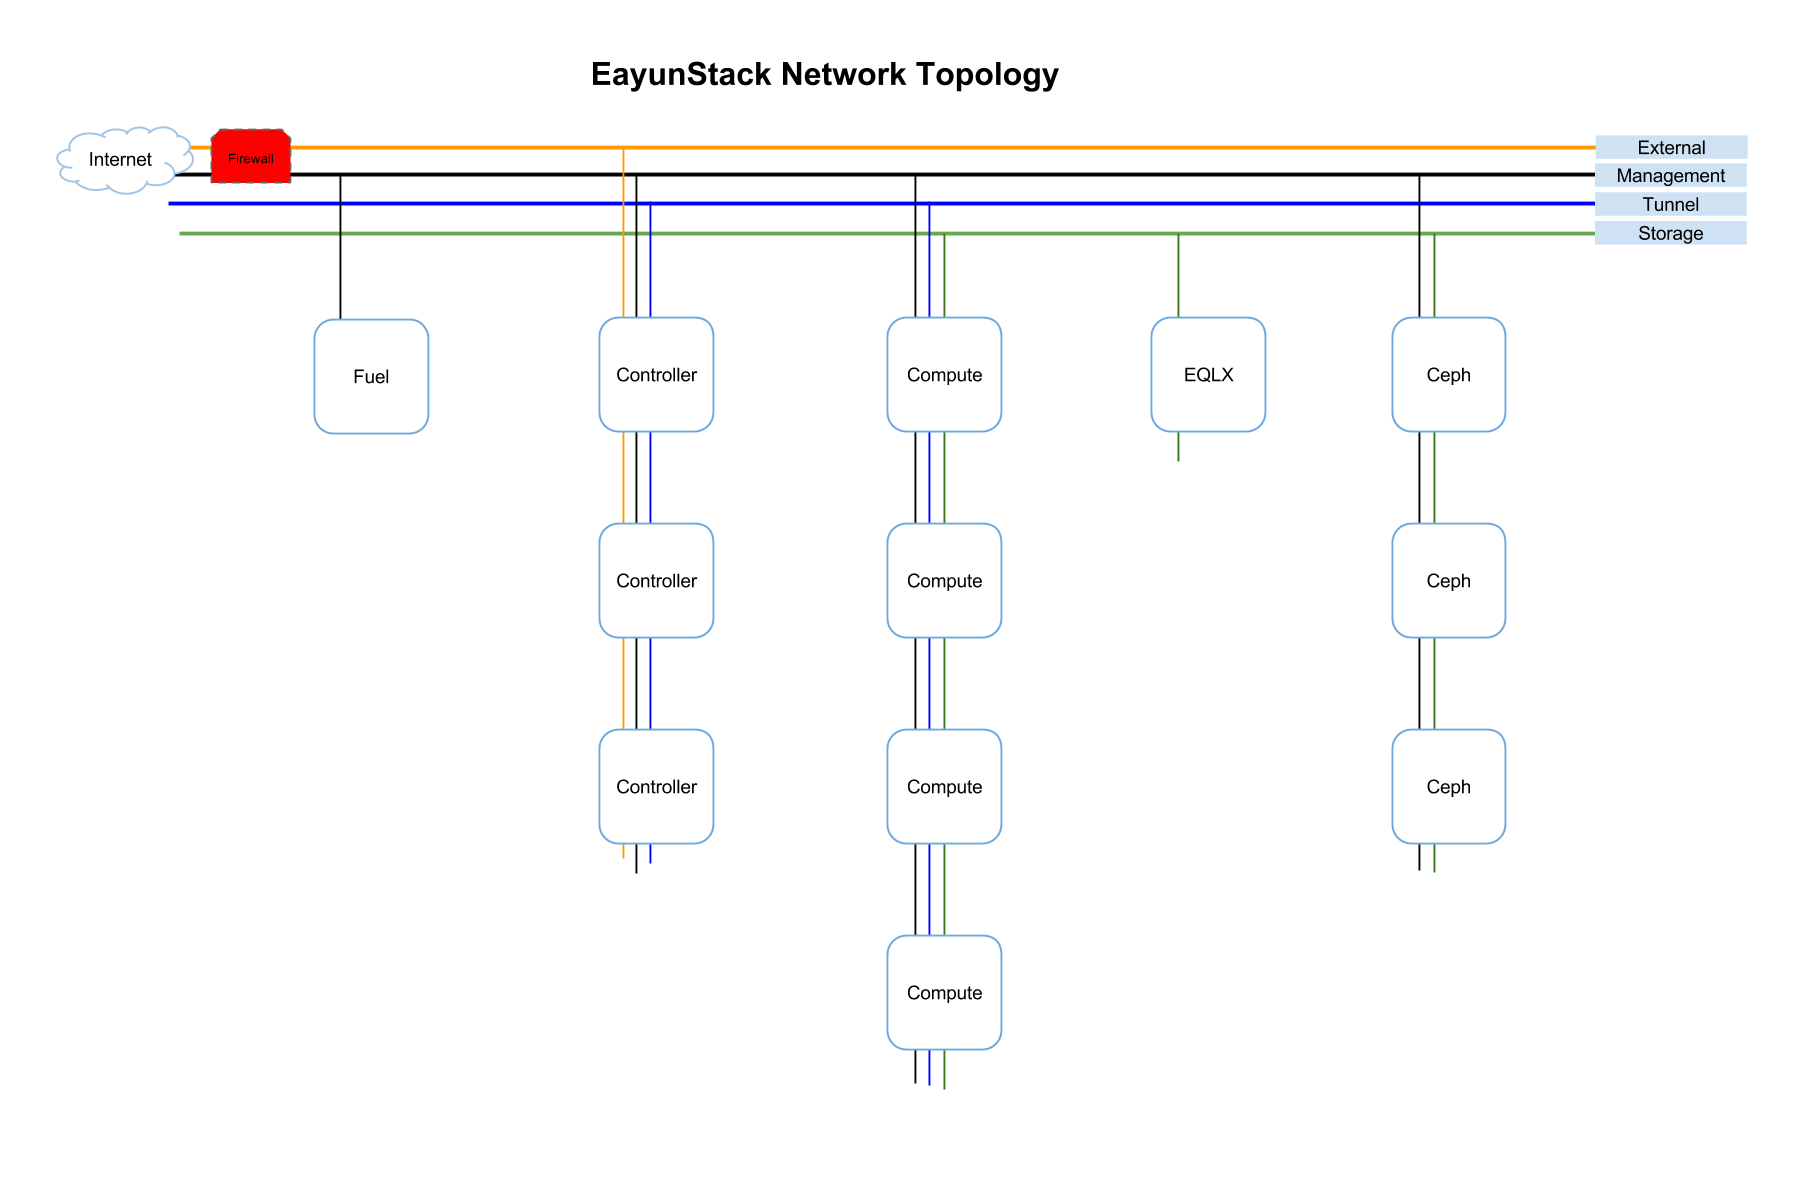 EayunStack Network Topology
Internet
Firewall
External
Management
Tunnel
Storage
Fuel
Controller
Compute
EQLX
Ceph
Controller
Compute
Ceph
Controller
Compute
Ceph
Compute